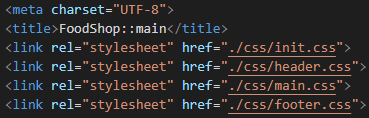 <meta charset="UTF-8">
<title>FoodShop::main</title>
<link rel="stylesheet" href="./css/init.css">
<link rel="stylesheet" href="./css/header.css">
<link rel="stylesheet" href="./css/main.css">
<link rel="stylesheet" href="./css/footer.css">